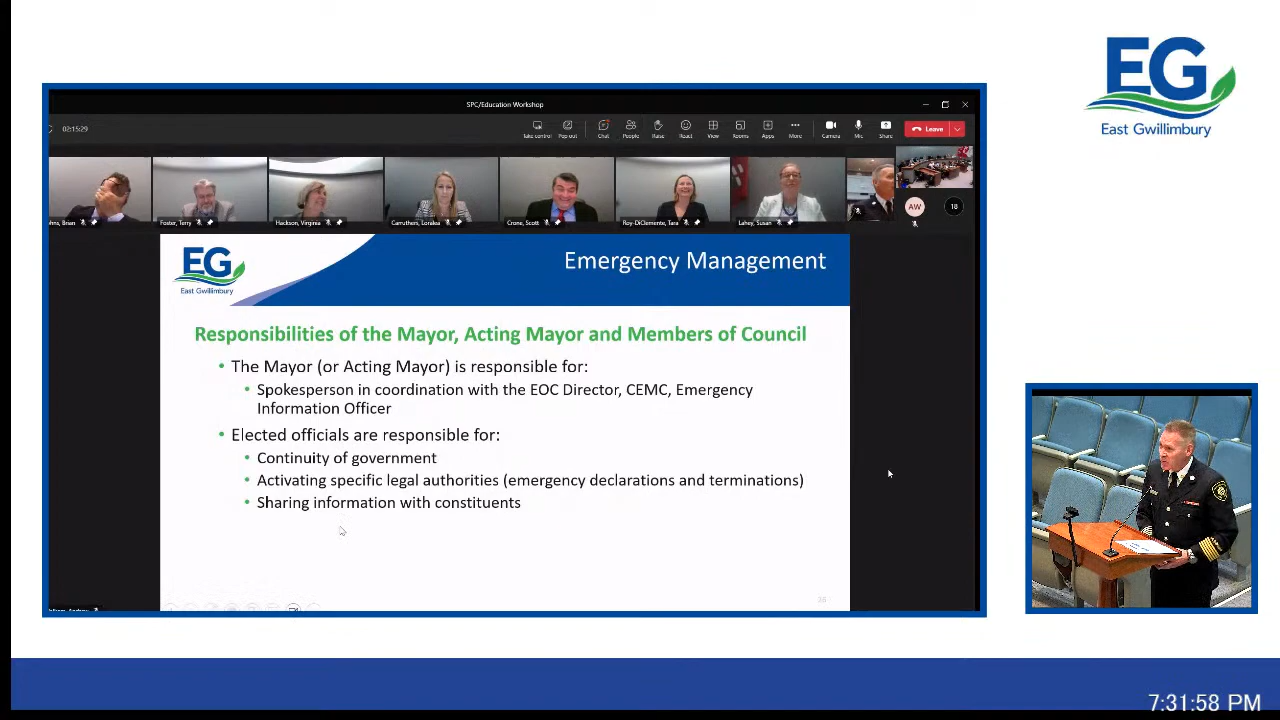 EG
East Gwillimbury
SPC/Education Workshop
02:15:29
Take control
Pop out
Chat
People
Raise
React
View
Rooms
Apps
More
Camera
Mic
Share
Leave
Foster, Terry
Hackson, Virginia
Carruthers, Loralea
Crone, Scott
Roy-DiClemente, Tara
Lahey, Susan
AW
18
EG
East Gwillimbury
Emergency Management
Responsibilities of the Mayor, Acting Mayor and Members of Council
• The Mayor (or Acting Mayor) is responsible for:
• Spokesperson in coordination with the EOC Director, CEMC, Emergency
Information Officer
• Elected officials are responsible for:
• Continuity of government
• Activating specific legal authorities (emergency declarations and terminations)
• Sharing information with constituents
7:31:58 PM